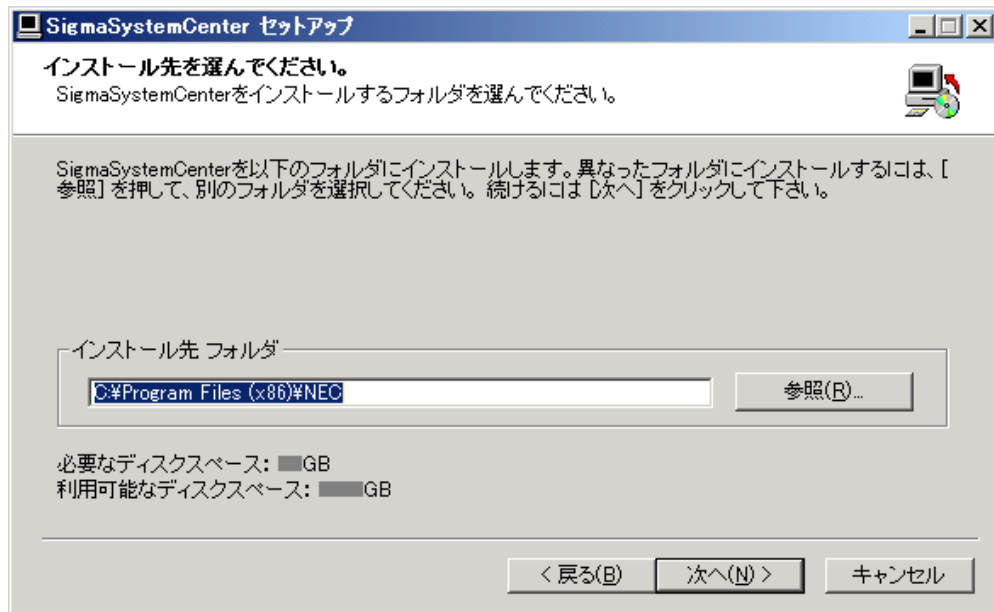 SigmaSystemCenter セットアップ
インストール先を選んでください。
SigmaSystemCenterをインストールするフォルダを選んでください。
SigmaSystemCenterを以下のフォルダにインストールします。異なったフォルダにインストールするには、[
参照] を押して、別のフォルダを選択してください。続けるには [次へ] をクリックして下さい。
インストール先 フォルダ
C:¥Program Files (x86)¥NEC
参照(R)...
必要なディスクスペース: GB
利用可能なディスクスペース: GB
< 戻る(B)
次へ(N) >
キャンセル